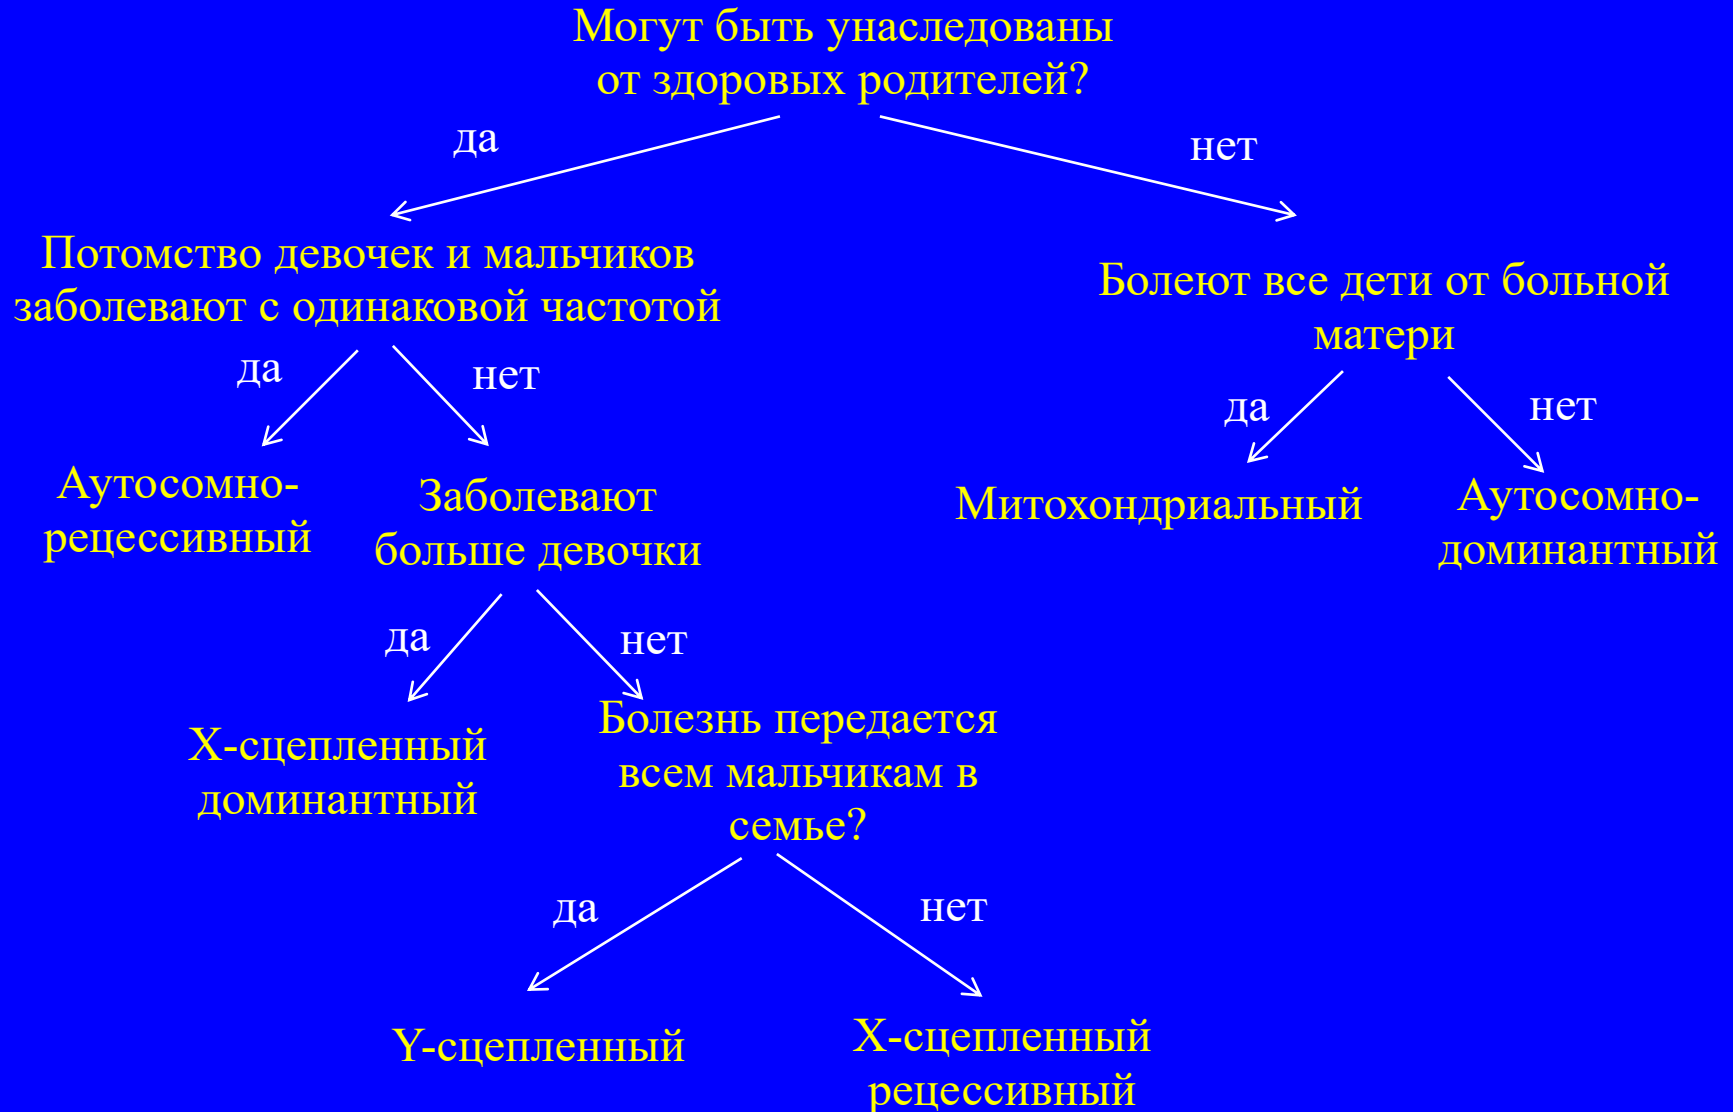 Могут быть унаследованы
от здоровых родителей?
да
нет
Потомство девочек и мальчиков
заболевают с одинаковой частотой
Болеют все дети от больной
матери
да
нет
да
нет
Аутосомно-
рецессивный
Заболевают
больше девочки
Митохондриальный
Аутосомно-
доминантный
да
нет
Х-сцепленный
доминантный
Болезнь передается
всем мальчикам в
семье?
да
нет
Y-сцепленный
Х-сцепленный
рецессивный